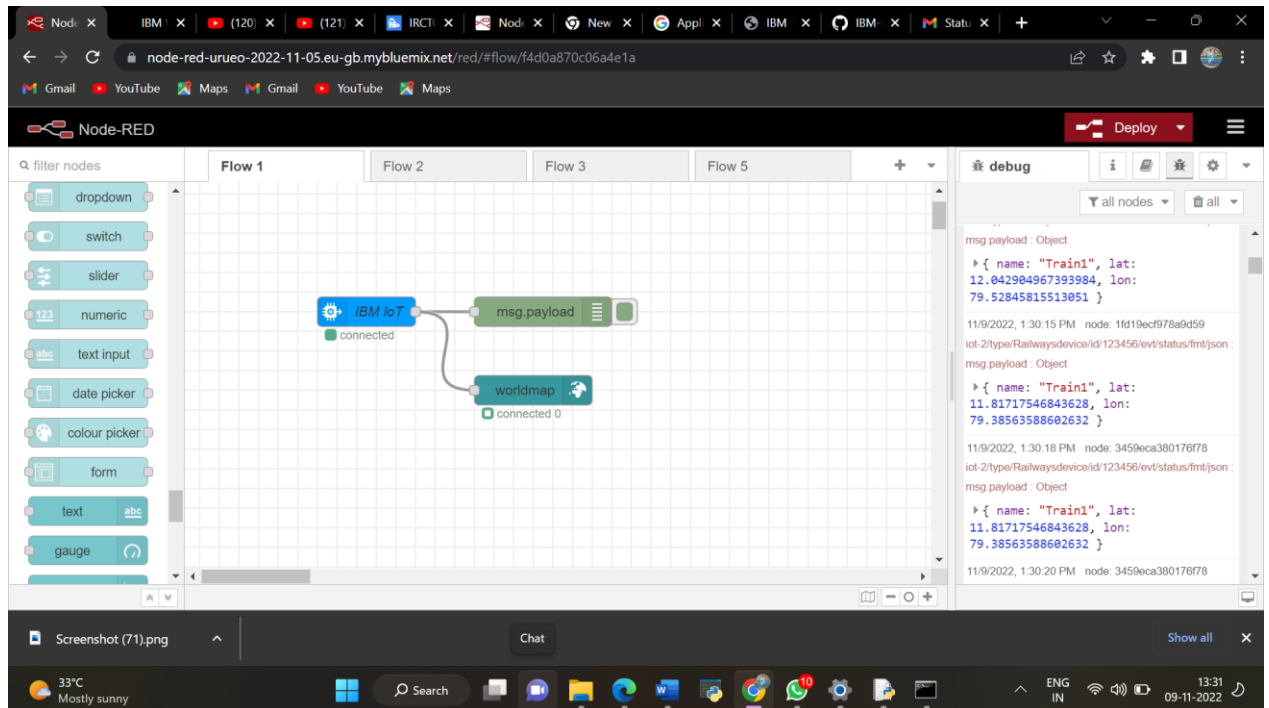 Node
IBM \
(120)
(121)
IRCT(
Node
New
Appli
IBM
IBM-
Statu
node-red-urueo-2022-11-05.eu-gb.mybluemix.net/red/#flow/f4d0a870c06a4e1a
Gmail YouTube Maps Gmail YouTube Maps
Node-RED
Deploy
filter nodes
Flow 1
Flow 2
Flow 3
Flow 5
debug
i
all nodes
all
dropdown
switch
slider
123 numeric
abc text input
date picker
colour picker
form
text abc
gauge
IBM IoT
connected
msg.payload
worldmap
connected 0
msg.payload : Object
{ name: "Train1", lat:
12.042904967393984, lon:
79.52845815513051 }
11/9/2022, 1:30:15 PM node: 1fd19ecf978a9d59
iot-2/type/Railwaysdevice/id/123456/evt/status/fmt/json :
msg.payload : Object
{ name: "Train1", lat:
11.81717546843628, lon:
79.38563588602632 }
11/9/2022, 1:30:18 PM node: 3459eca380176f78
iot-2/type/Railwaysdevice/id/123456/evt/status/fmt/json :
msg.payload : Object
{ name: "Train1", lat:
11.81717546843628, lon:
79.38563588602632 }
11/9/2022, 1:30:20 PM node: 3459eca380176f78
Screenshot (71).png
Chat
Show all
33°C
Mostly sunny
Search
10
ENG
IN
13:31
09-11-2022